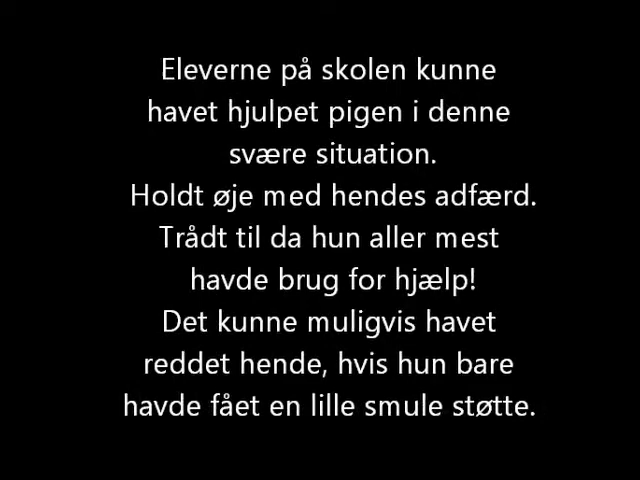 Eleverne på skolen kunne
havet hjulpet pigen i denne
svære situation.
Holdt øje med hendes adfærd.
Trådt til da hun aller mest
havde brug for hjælp!
Det kunne muligvis havet
reddet hende, hvis hun bare
havde fået en lille smule støtte.